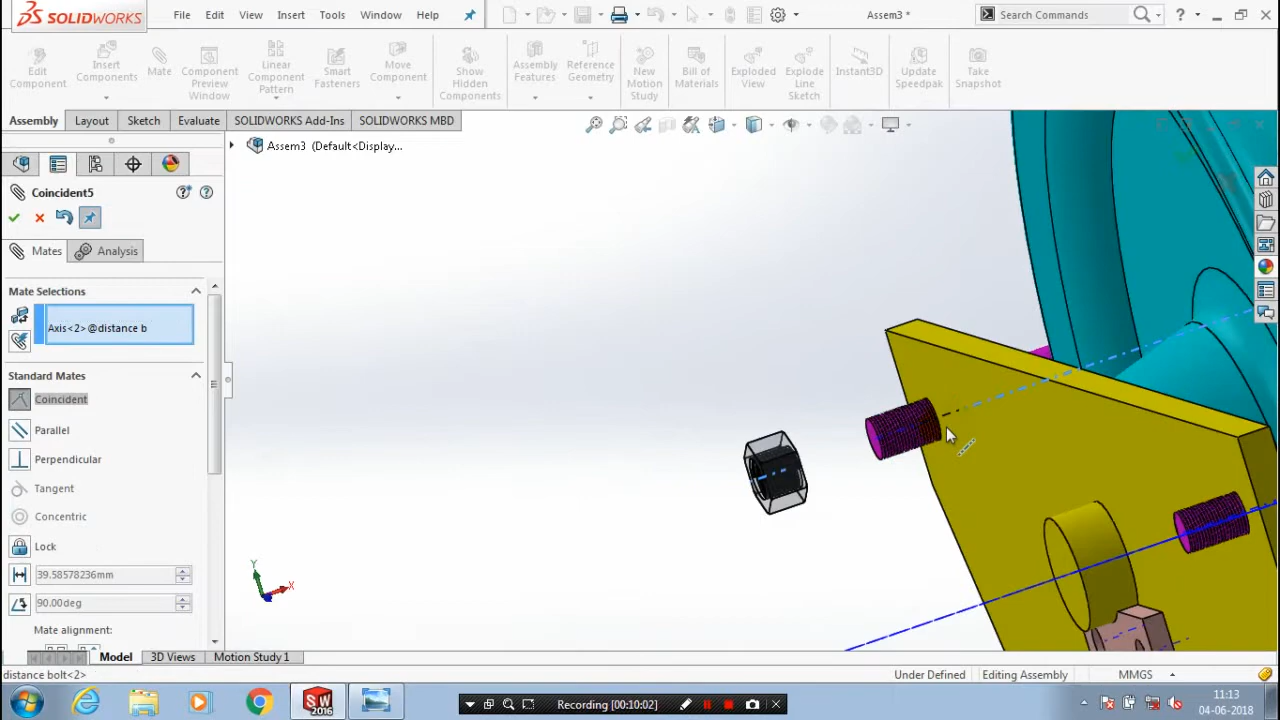 SOLIDWORKS
File Edit View Insert Tools Window Help
Assem3 *
Search Commands
Edit Component
Insert Components
Mate
Component Preview Window
Linear Component Pattern
Smart Fasteners
Move Component
Show Hidden Components
Assembly Features
Reference Geometry
New Motion Study
Bill of Materials
Exploded View
Explode Line Sketch
Instant3D
Update Speedpak
Take Snapshot
Assembly Layout Sketch Evaluate SOLIDWORKS Add-Ins SOLIDWORKS MBD
Assem3 (Default<Display...
Coincident5
Mates Analysis
Mate Selections
Axis<2> @distance b
Standard Mates
Coincident
Parallel
Perpendicular
Tangent
Concentric
Lock
39.58578236mm
90.00deg
Mate alignment:
Y
X
Model 3D Views Motion Study 1
distance bolt<2>
Under Defined Editing Assembly MMGS
SW
2016
Recording [00:10:02]
11:13
04-06-2018